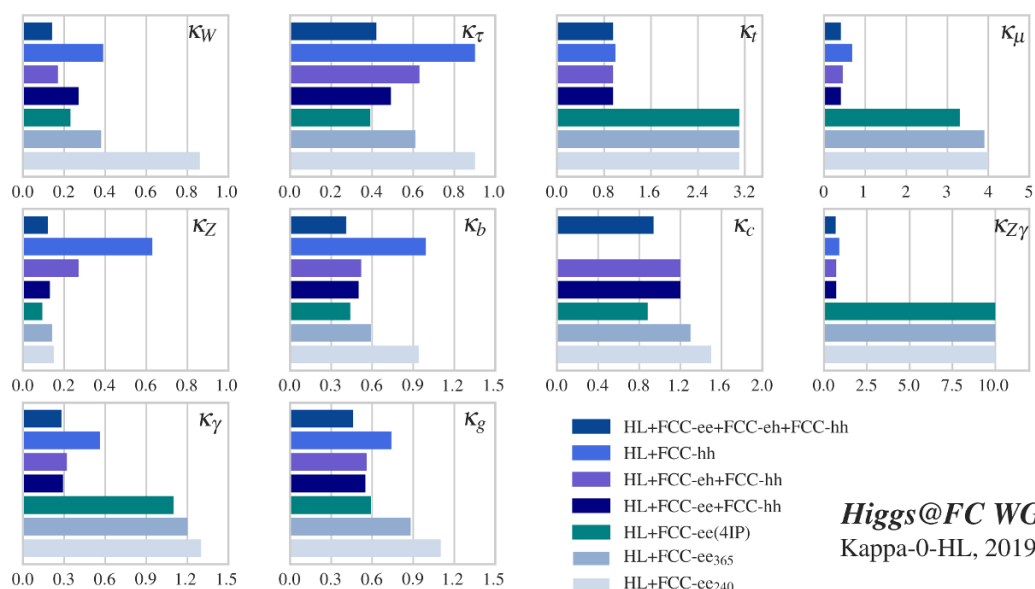 κW
κτ
κt
κμ
0.0 0.2 0.4 0.6 0.8 1.0
0.0 0.2 0.4 0.6 0.8 1.0
0.0 0.8 1.6 2.4 3.2
0 1 2 3 4 5
κZ
κb
κc
κZγ
0.0 0.2 0.4 0.6 0.8 1.0
0.0 0.3 0.6 0.9 1.2 1.5
0.0 0.4 0.8 1.2 1.6 2.0
0.0 2.5 5.0 7.5 10.0
κγ
κg
0.0 0.3 0.6 0.9 1.2 1.5
0.0 0.3 0.6 0.9 1.2 1.5
HL+FCC-ee+FCC-eh+FCC-hh
HL+FCC-hh
HL+FCC-eh+FCC-hh
HL+FCC-ee+FCC-hh
HL+FCC-ee(4IP)
HL+FCC-ee365
HL+FCC-ee240
Higgs@FC WG
Kappa-0-HL, 2019